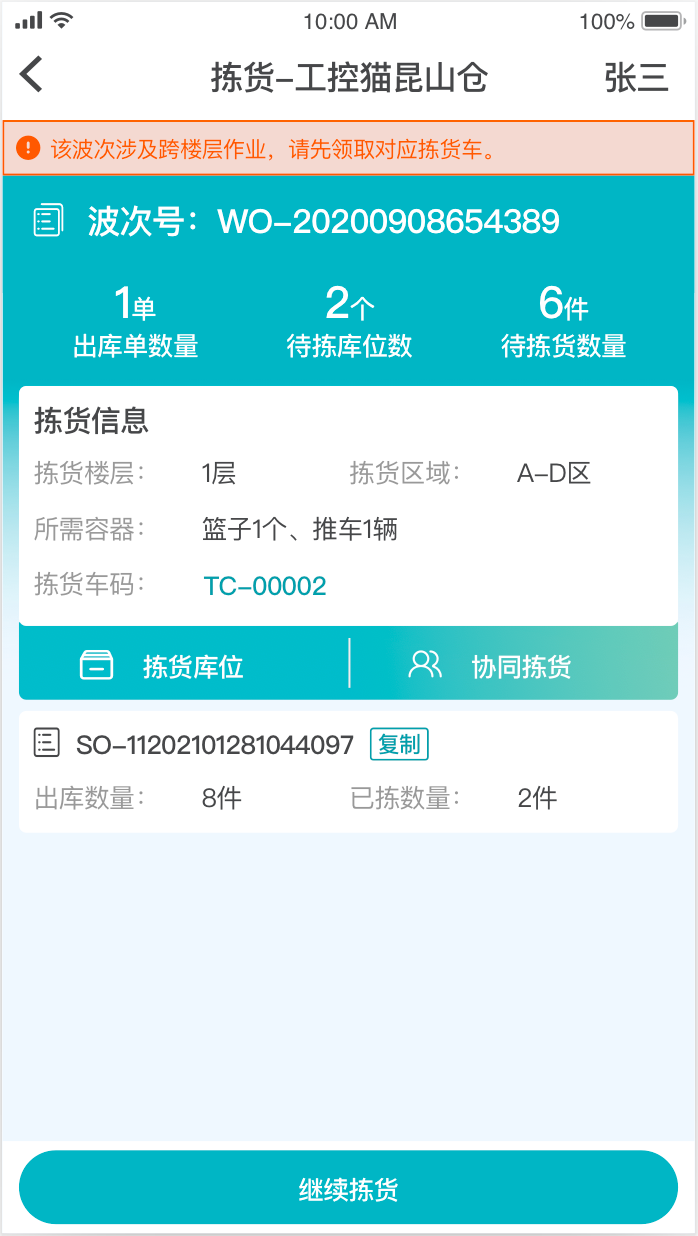 10:00 AM 100%
拣货-工控猫昆山仓 张三
该波次涉及跨楼层作业，请先领取对应拣货车。
波次号：WO-20200908654389
1单 2个 6件
出库单数量 待拣库位数 待拣货数量
拣货信息
拣货楼层： 1层 拣货区域： A-D区
所需容器： 篮子1个、推车1辆
拣货车码： TC-00002
拣货库位 协同拣货
SO-11202101281044097 复制
出库数量： 8件 已拣数量： 2件
继续拣货